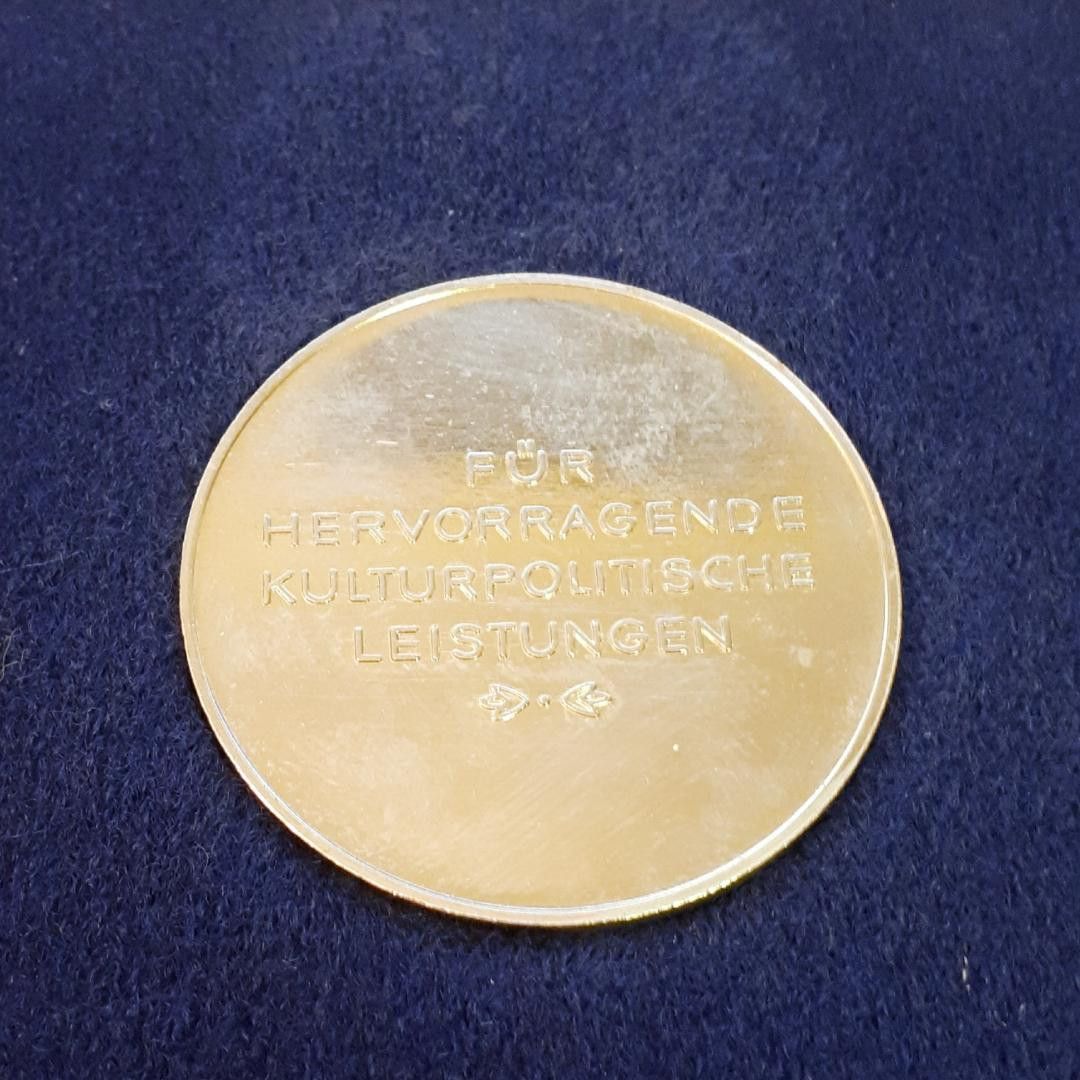 FÜR
HERVORRAGENDE
KULTURPOLITISCHE
LEISTUNGEN